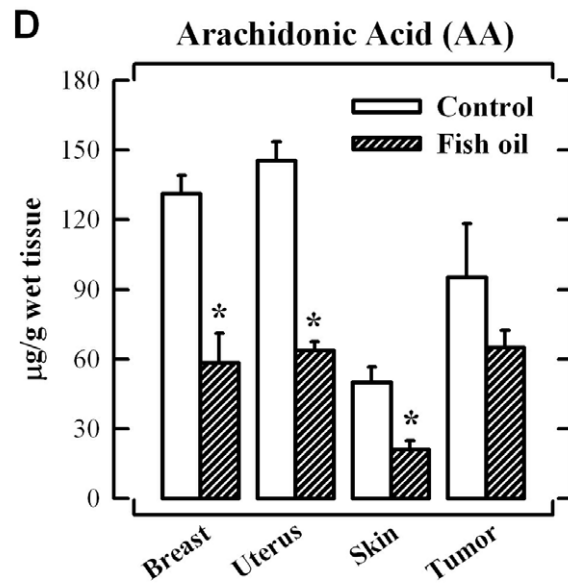 D
Arachidonic Acid (AA)
180
150
120
90
60
30
0
µg/g wet tissue
Control
Fish oil
*
*
*
Breast
Uterus
Skin
Tumor